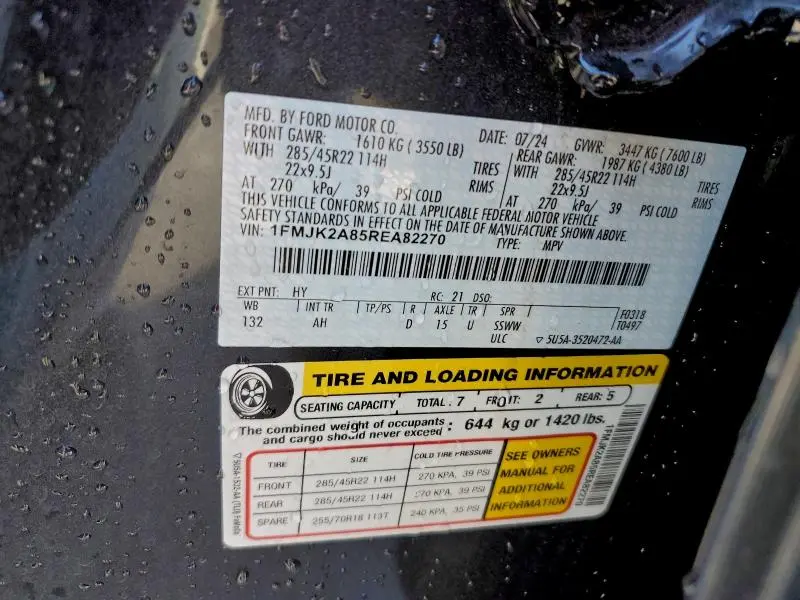 MFD. BY FORD MOTOR CO.
DATE: 07/24 GVWR: 3447 KG (7600 LB)
FRONT GAWR: 1610 KG (3550 LB) REAR GAWR: 1987 KG (4380 LB)
WITH 285/45R22 114H TIRES WITH 285/45R22 114H TIRES
22x9.5J RIMS 22x9.5J RIMS
AT 270 kPa/ 39 PSI COLD AT 270 kPa/ 39 PSI COLD
THIS VEHICLE CONFORMS TO ALL APPLICABLE FEDERAL MOTOR VEHICLE
SAFETY STANDARDS IN EFFECT ON THE DATE OF MANUFACTURE SHOWN ABOVE.
VIN: 1FMJK2A85REA82270
TYPE: MPV
EXT PNT: HY RC: 21 DSO:
WB INT TR TP/PS R AXLE TR SPR F0318
132 AH D 15 U SSWW T0497
ULC ▽ 5U5A-3520472-AA
TIRE AND LOADING INFORMATION
SEATING CAPACITY TOTAL: 7 FRONT: 2 REAR: 5
The combined weight of occupants and cargo should never exceed : 644 kg or 1420 lbs.
TIRE SIZE COLD TIRE PRESSURE
FRONT 285/45R22 114H 270 KPA, 39 PSI
REAR 285/45R22 114H 270 KPA, 39 PSI
SPARE 255/70R18 113T 240 KPA, 35 PSI
SEE OWNERS
MANUAL FOR
ADDITIONAL
INFORMATION
1FMJK2A85REA82270